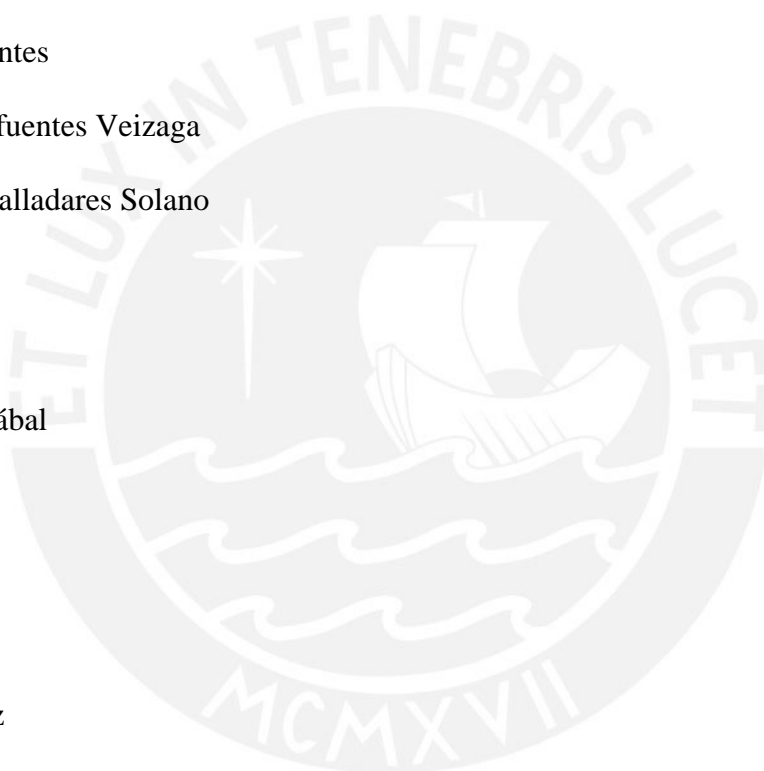 ntes
fuentes Veizaga
alladares Solano
ábal
z
ET LUX IN TENEBRIS LUCET
MCMXVII